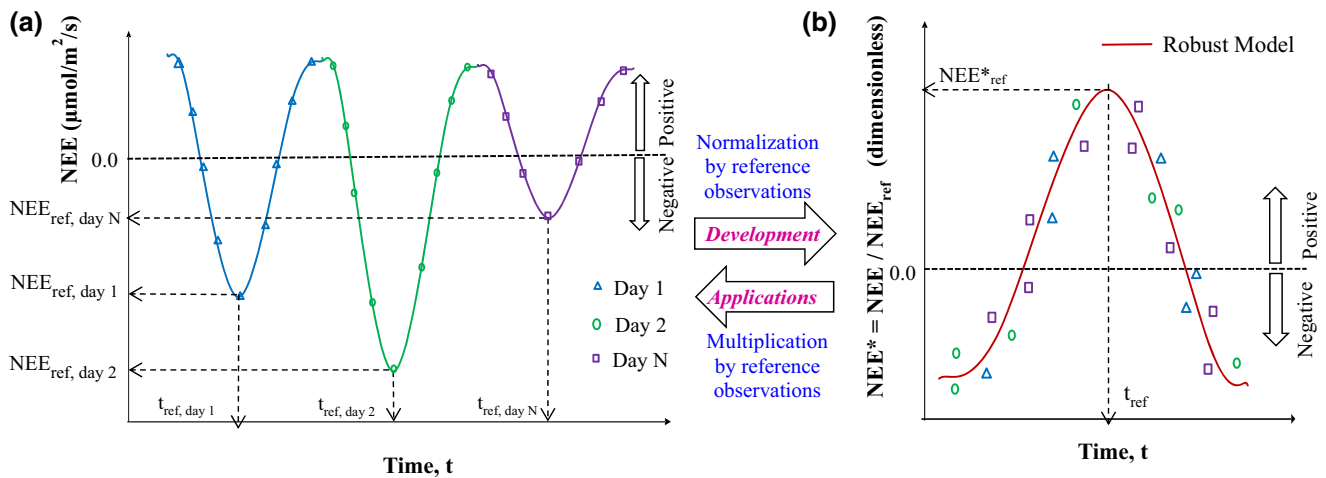 (a)
NEE (µmol/m²/s)
0.0
NEEref, day N
NEEref, day 1
NEEref, day 2
tref, day 1
tref, day 2
tref, day N
Time, t
Positive
Negative
Day 1
Day 2
Day N
Normalization
by reference
observations
Development
Applications
Multiplication
by reference
observations
(b)
NEE* = NEE / NEEref (dimensionless)
Robust Model
NEE*ref
0.0
tref
Positive
Negative
Time, t